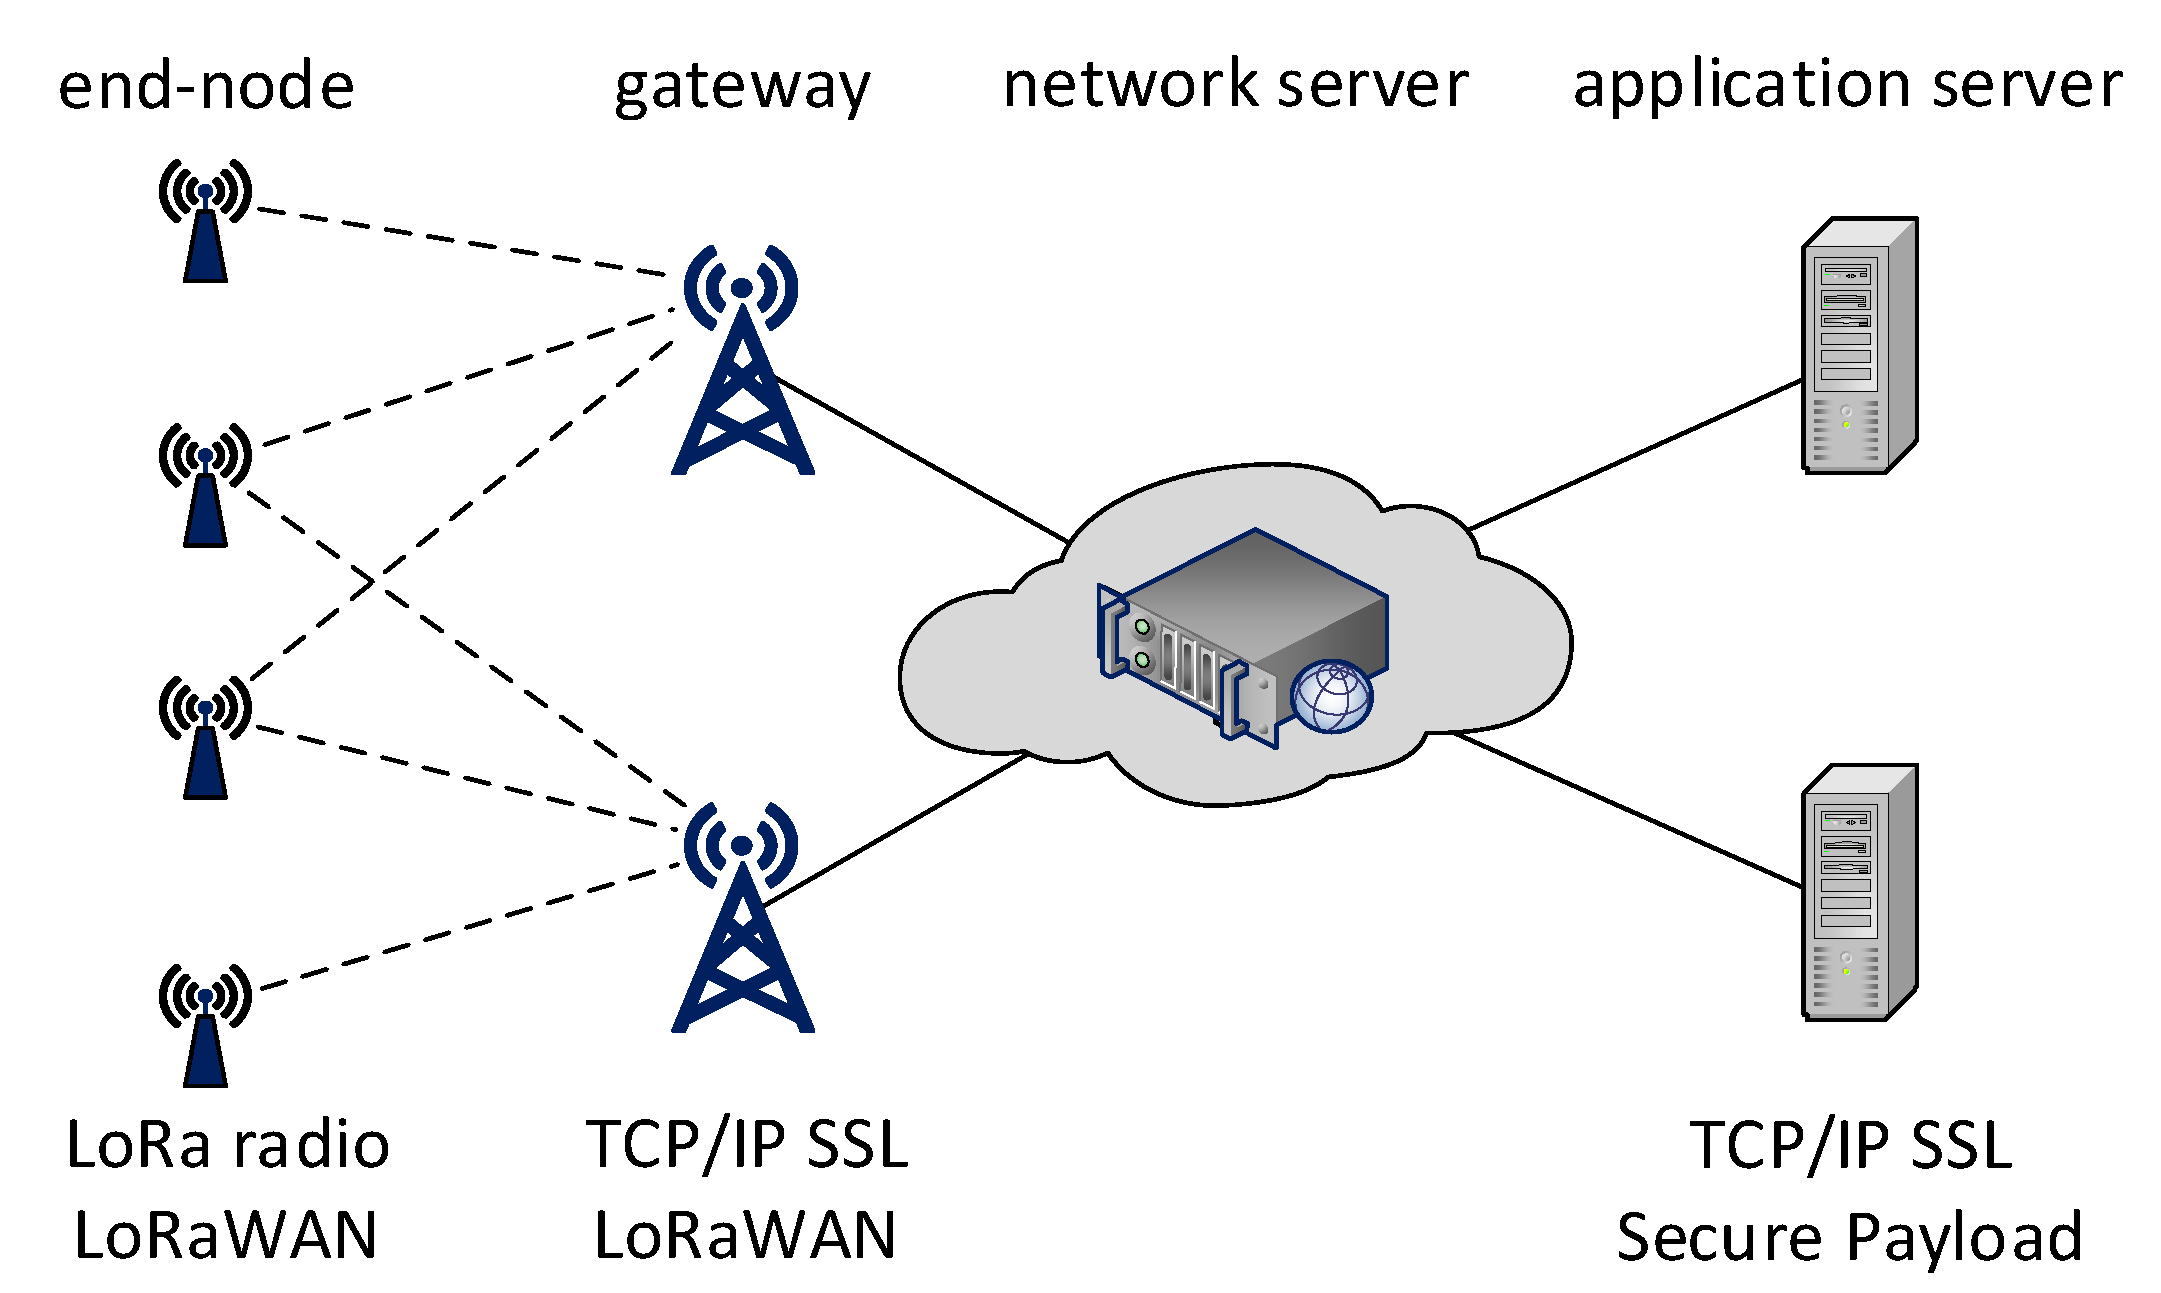 end-node
gateway
network server
application server
LoRa radio
LoRaWAN
TCP/IP SSL
LoRaWAN
TCP/IP SSL
Secure Payload